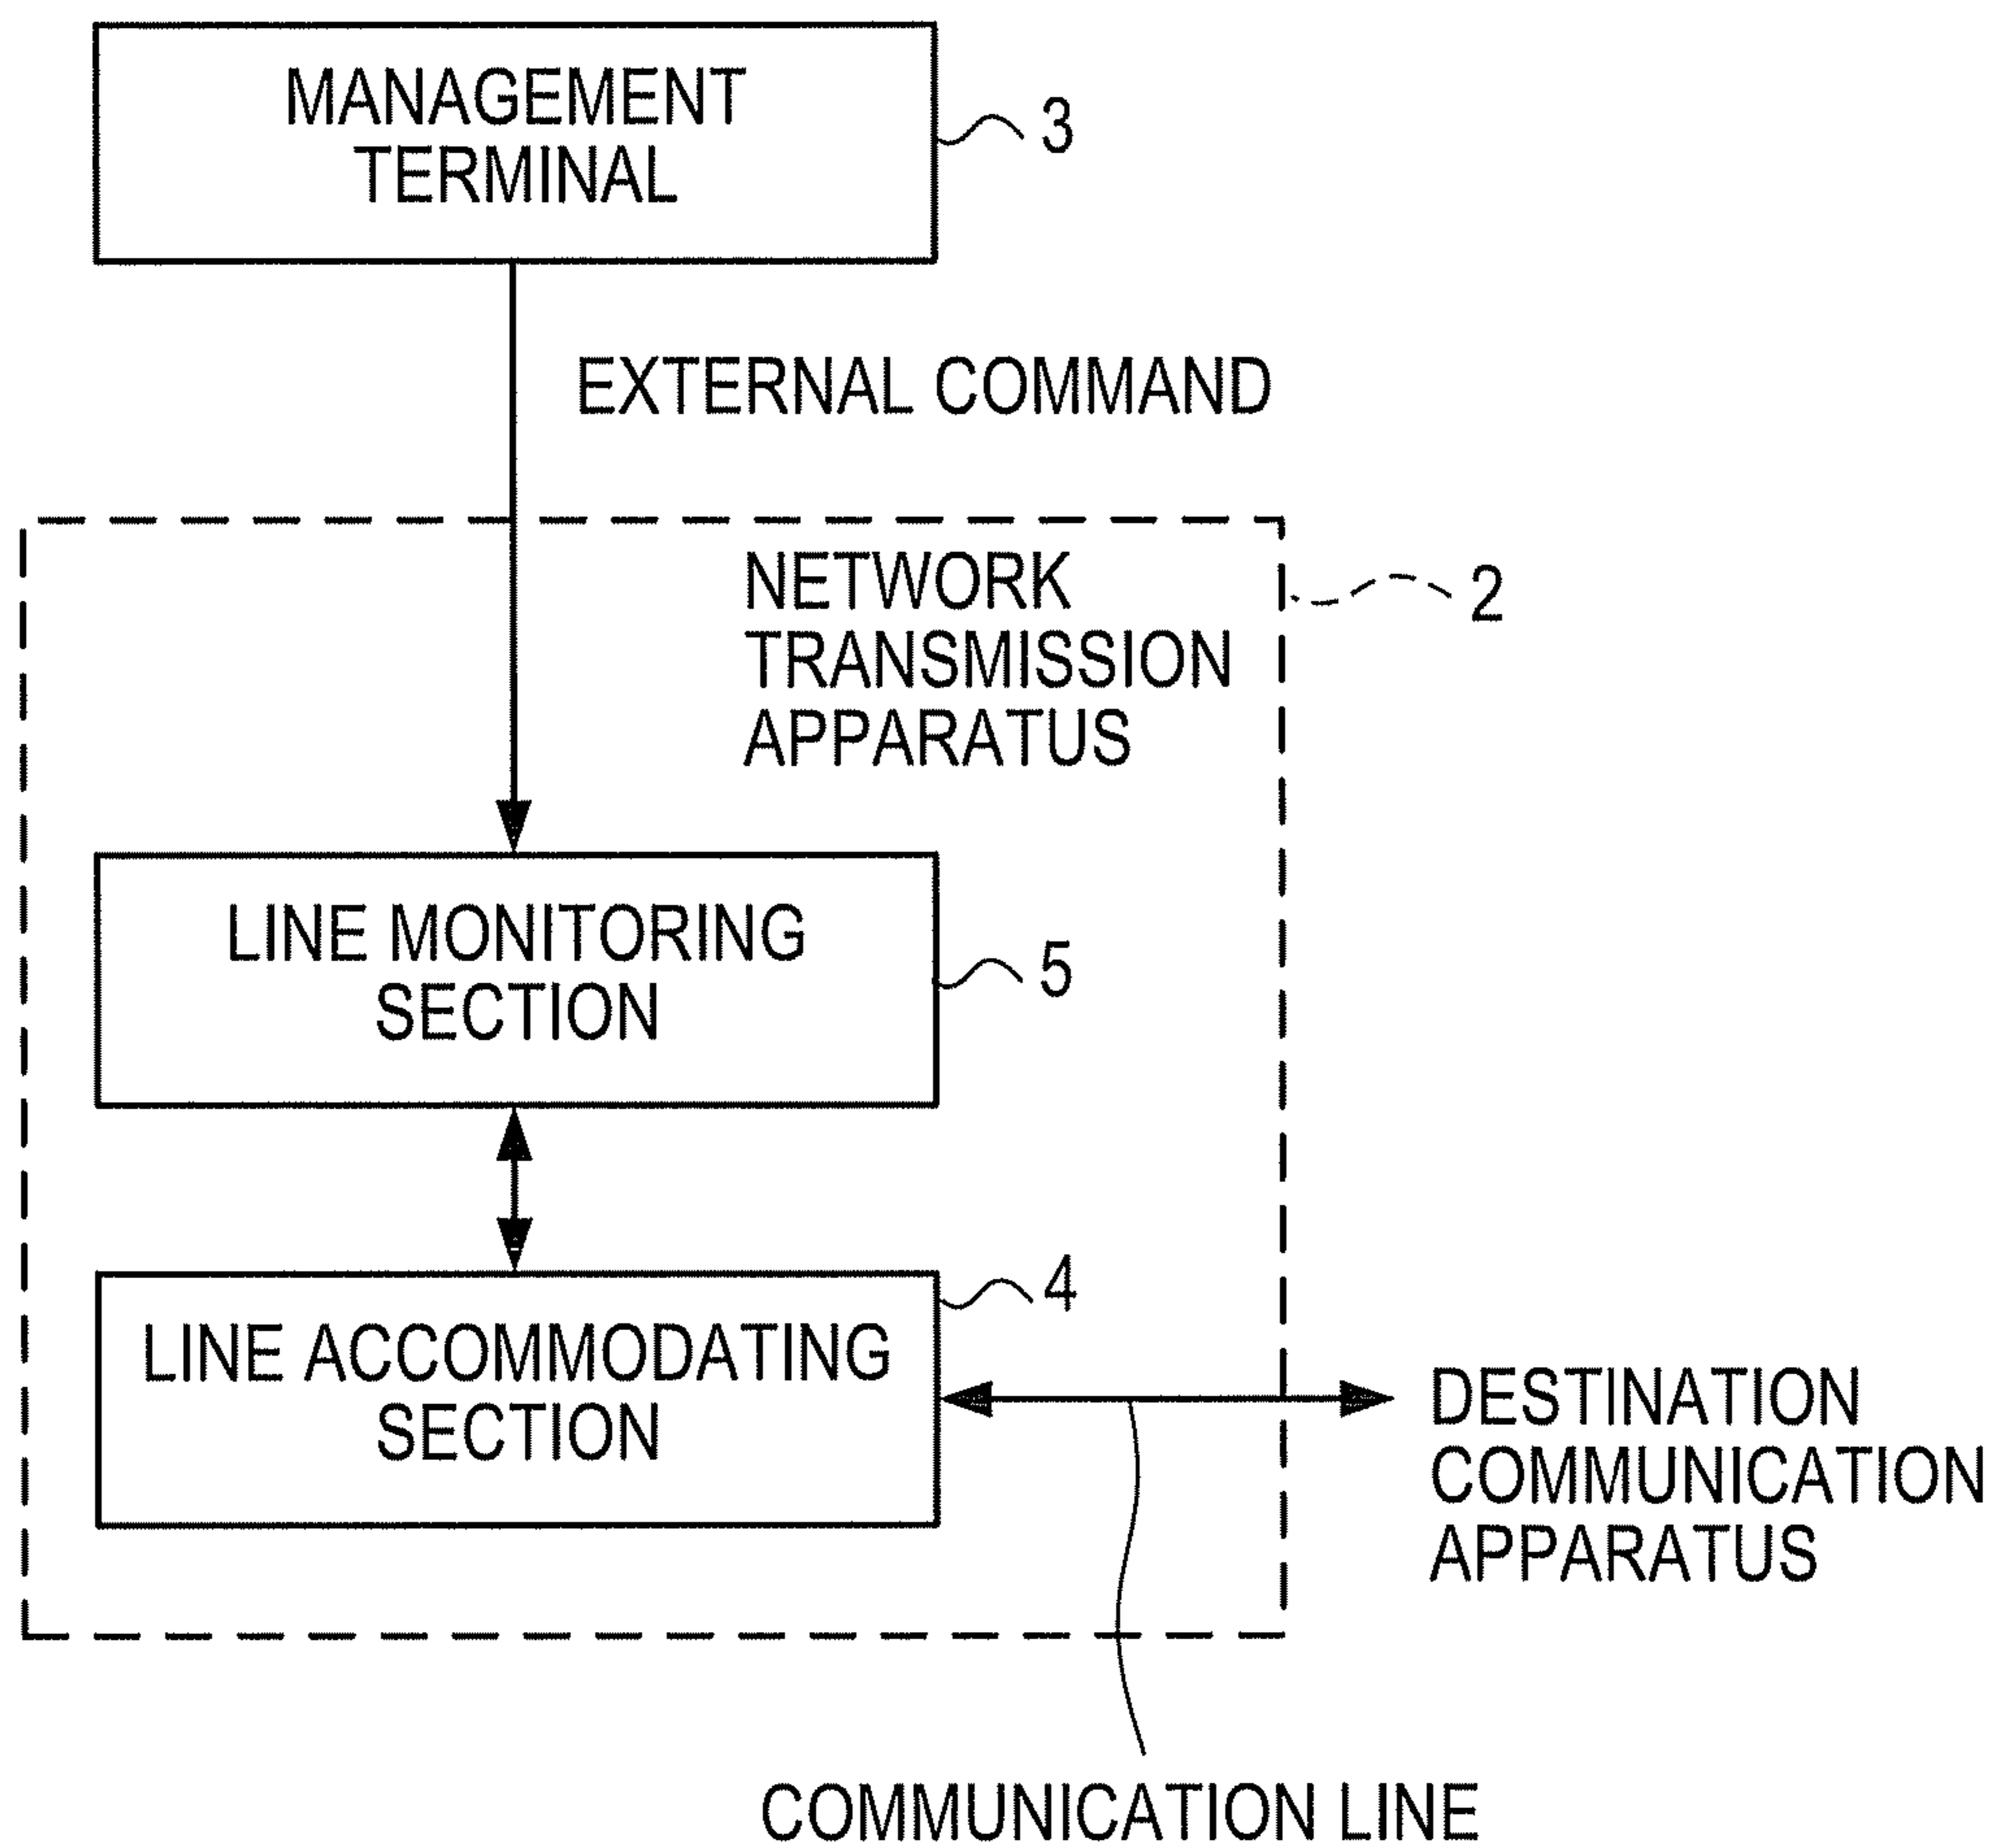 MANAGEMENT
TERMINAL
3
EXTERNAL COMMAND
NETWORK
TRANSMISSION
APPARATUS
2
LINE MONITORING
SECTION
5
LINE ACCOMMODATING
SECTION
4
DESTINATION
COMMUNICATION
APPARATUS
COMMUNICATION LINE